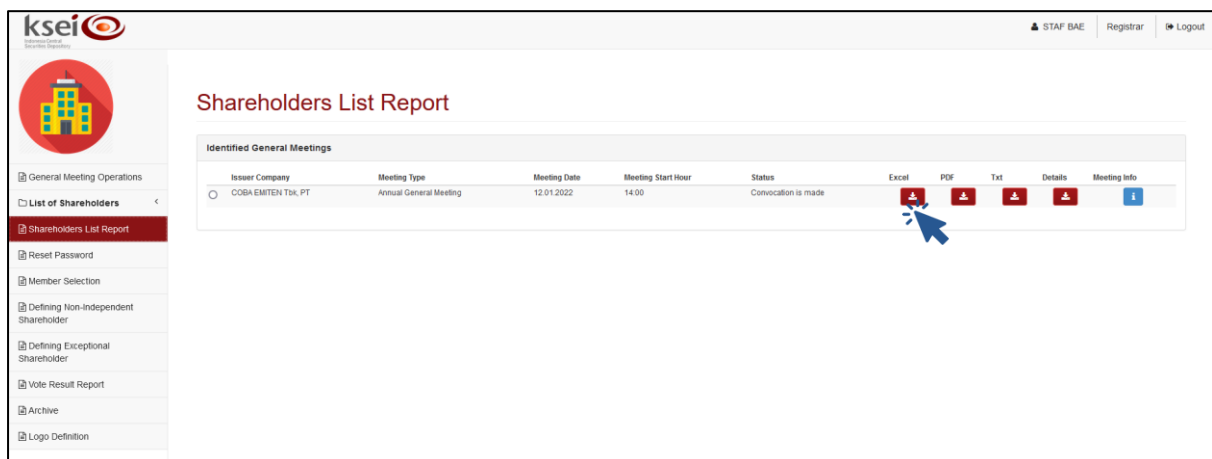 ksei
Indonesia Central
Securities Depository
STAF BAE Registrar Logout
Shareholders List Report
Identified General Meetings
Issuer Company Meeting Type Meeting Date Meeting Start Hour Status Excel PDF Txt Details Meeting Info
COBA EMITEN Tbk, PT Annual General Meeting 12.01.2022 14:00 Convocation is made
General Meeting Operations
List of Shareholders
Shareholders List Report
Reset Password
Member Selection
Defining Non-Independent
Shareholder
Defining Exceptional
Shareholder
Vote Result Report
Archive
Logo Definition